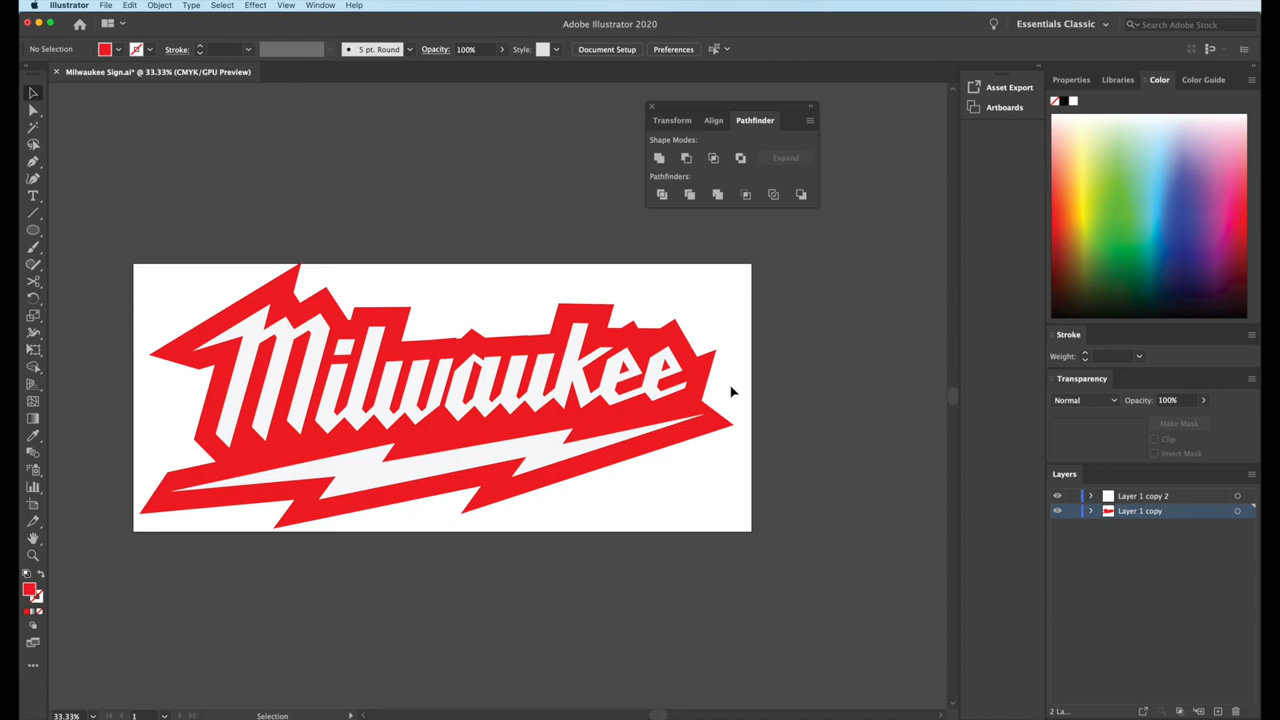 Illustrator File Edit Object Type Select Effect View Window Help
Adobe Illustrator 2020
Essentials Classic
Search Adobe Stock
No Selection
Stroke:
5 pt. Round
Opacity: 100%
Style:
Document Setup
Preferences
Milwaukee Sign.ai* @ 33.33% (CMYK/GPU Preview)
Asset Export
Artboards
Properties Libraries Color Color Guide
Transform Align Pathfinder
Shape Modes:
Expand
Pathfinders:
Milwaukee
Stroke
Weight:
Transparency
Normal
Opacity: 100%
Make Mask
Clip
Invert Mask
Layers
Layer 1 copy 2
Layer 1 copy
2 La...
33.33%
1
Selection